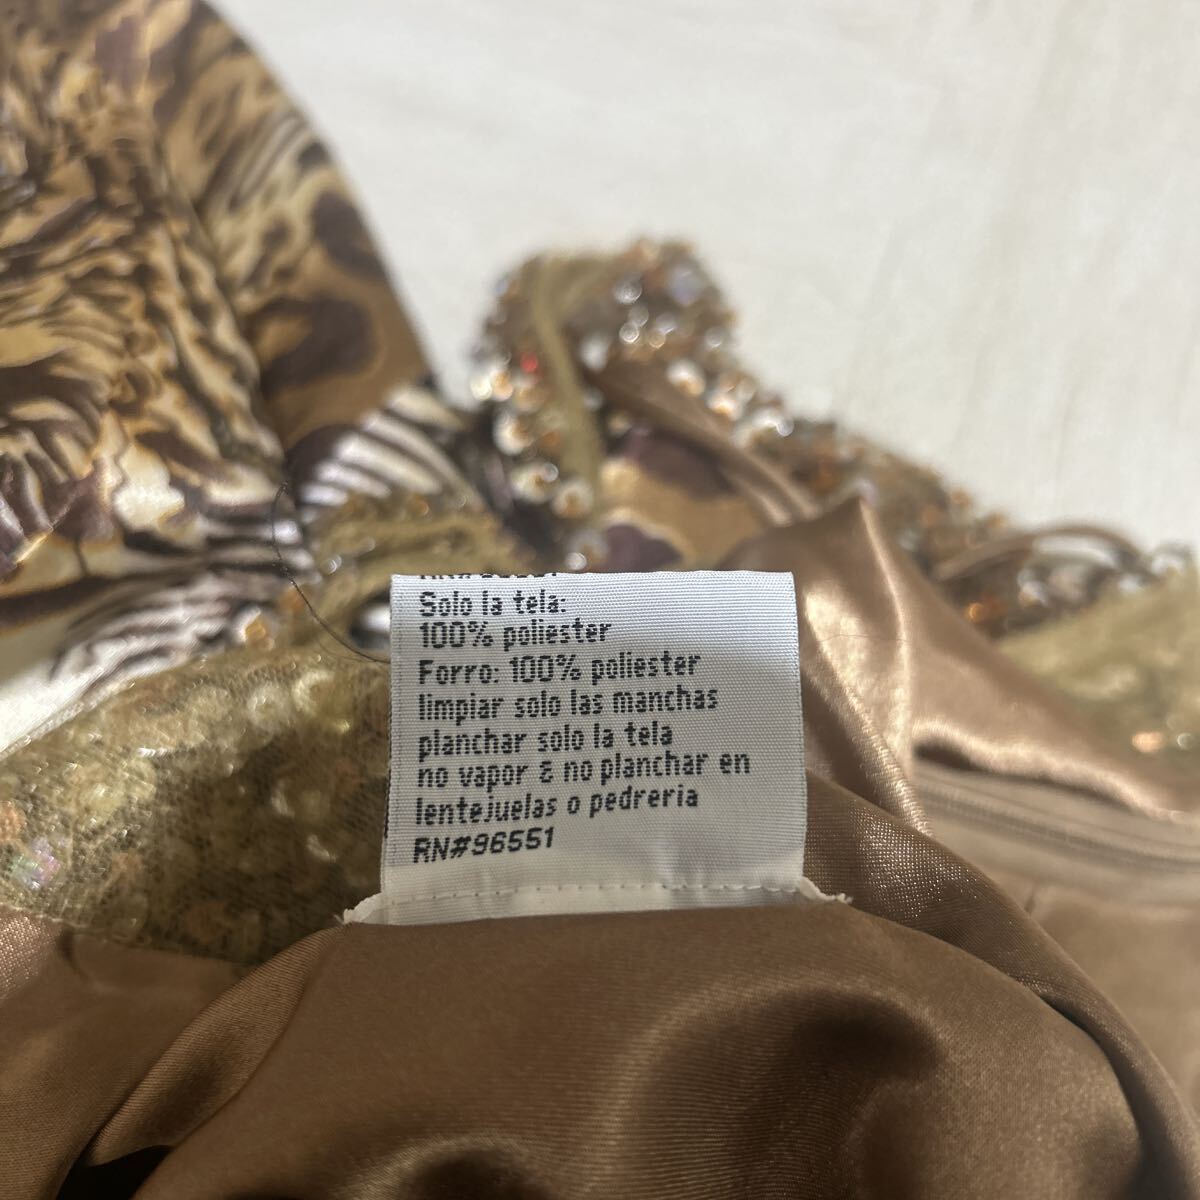 Solo la tela:
100% poliester
Forro: 100% poliester
limpiar solo las manchas
planchar solo la tela
no vapor & no planchar en
lentejuelas o pedreria
RN#96551